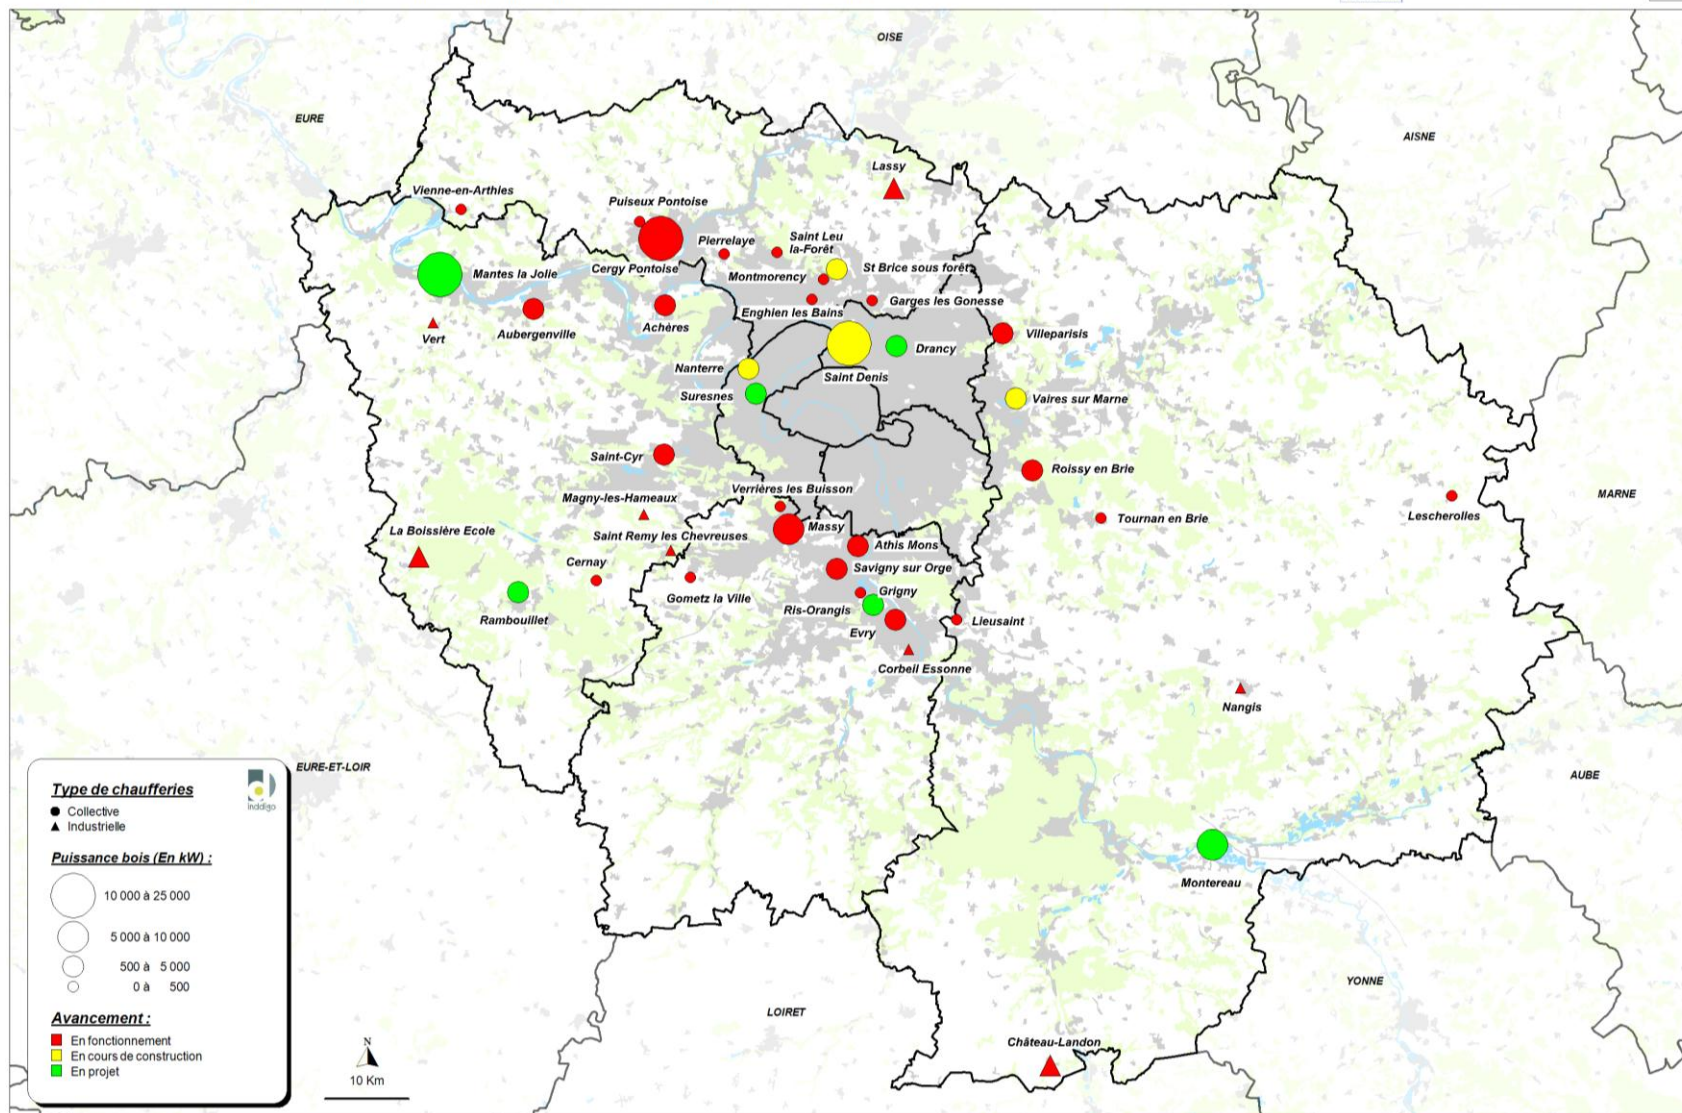 OISE
EURE
AISNE
Lassy
Vienne-en-Arthies
Puiseux Pontoise
Pierrelaye
Saint Leu
la-Forêt
Cergy Pontoise
Mantes la Jolie
Montmorency
St Brice sous forêt
Enghien les Bains
Garges les Gonesse
Aubergenville
Achères
Vert
Villeparisis
Drancy
Nanterre
Saint Denis
Suresnes
Vaires sur Marne
Saint-Cyr
Roissy en Brie
Verrières les Buisson
Magny-les-Hameaux
MARNE
Lescherolles
Tournan en Brie
La Boissière Ecole
Saint Remy les Chevreuses
Massy
Athis Mons
Cernay
Savigny sur Orge
Gometz la Ville
Grigny
Ris-Orangis
Rambouillet
Evry
Lieusaint
Corbeil Essonne
Nangis
EURE-ET-LOIR
AUBE
Montereau
YONNE
LOIRET
Château-Landon
Type de chaufferies
inddigo
Collective
Industrielle
Puissance bois (En kW) :
10 000 à 25 000
5 000 à 10 000
500 à 5 000
0 à 500
Avancement :
En fonctionnement
En cours de construction
En projet
N
10 Km